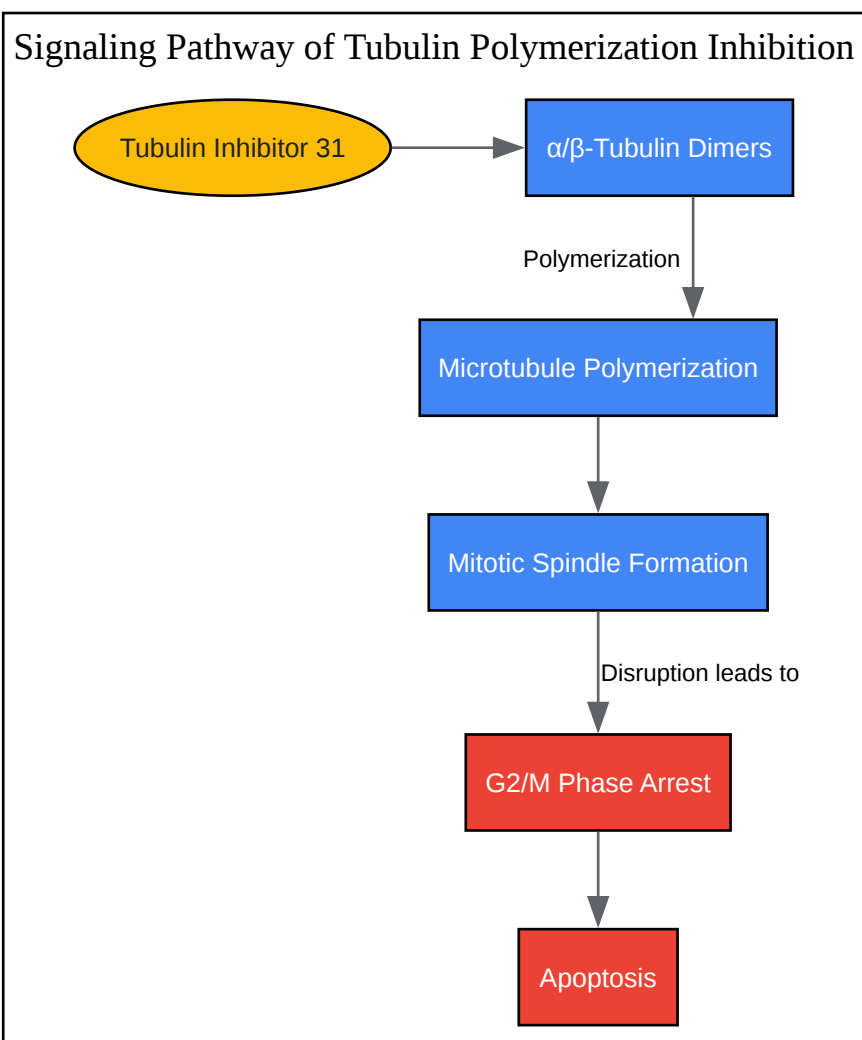 Signaling Pathway of Tubulin Polymerization Inhibition
Tubulin Inhibitor 31
α/β-Tubulin Dimers
Polymerization
Microtubule Polymerization
Mitotic Spindle Formation
Disruption leads to
G2/M Phase Arrest
Apoptosis